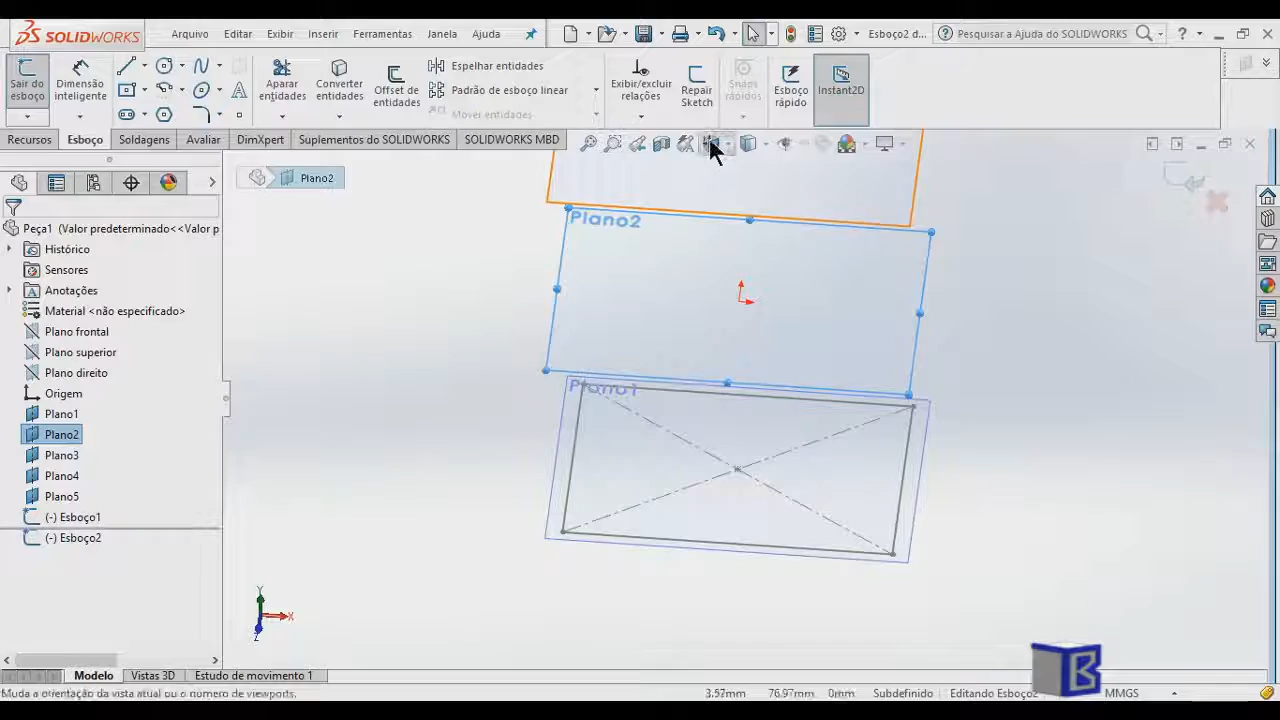 SOLIDWORKS
Arquivo Editar Exibir Inserir Ferramentas Janela Ajuda
Esboço2 d...
Pesquisar a Ajuda do SOLIDWORKS
Sair do esboço
Dimensão inteligente
Aparar entidades
Converter entidades
Offset de entidades
Espelhar entidades
Padrão de esboço linear
Mover entidades
Exibir/excluir relações
Repair Sketch
Snaps rápidos
Esboço rápido
Instant2D
Recursos Esboço Soldagens Avaliar DimXpert Suplementos do SOLIDWORKS SOLIDWORKS MBD
Plano2
Peça (Valor predeterminado<<Valor p
Histórico
Sensores
Anotações
Material <não especificado>
Plano frontal
Plano superior
Plano direito
Origem
Plano1
Plano2
Plano3
Plano4
Plano5
(-) Esboço1
(-) Esboço2
Plano2
Plano1
Y
X
Z
Modelo Vistas 3D Estudo de movimento 1
Muda a orientação da vista atual ou o número de viewports.
3.57mm 76.97mm 0mm Subdefinido Editando Esboço2 MMGS
B